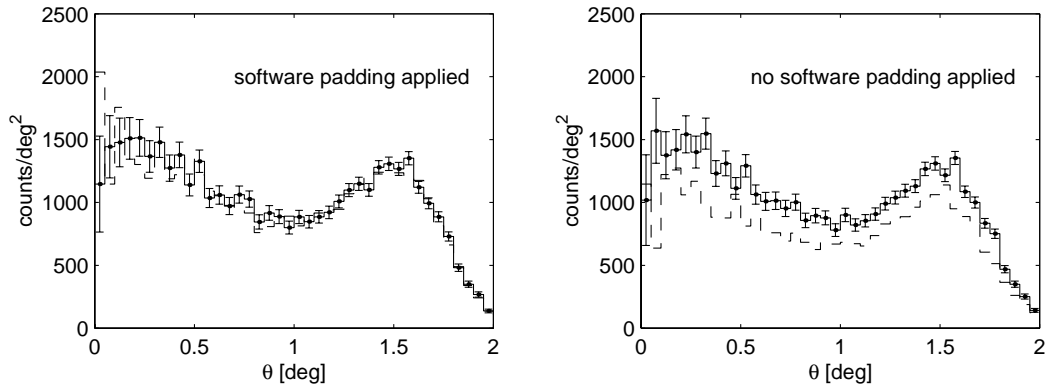 2500
2000
1500
1000
500
0
counts/deg²
software padding applied
0 0.5 1 1.5 2
θ [deg]
2500
2000
1500
1000
500
0
counts/deg²
no software padding applied
0 0.5 1 1.5 2
θ [deg]